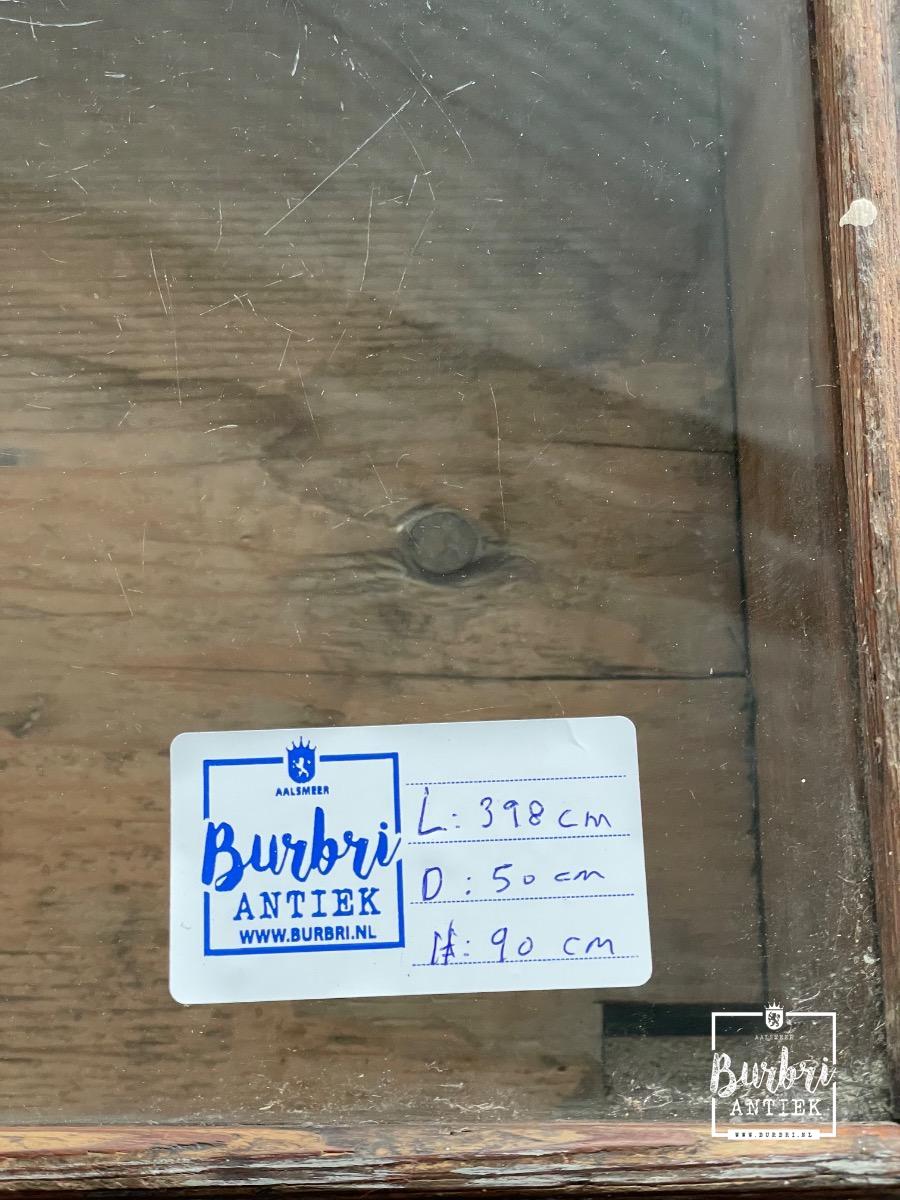 AALSMEER
Burbri
ANTIEK
WWW.BURBRI.NL
L: 398 cm
D: 50 cm
H: 90 cm
AALSMEER
Burbri
ANTIEK
WWW.BURBRI.NL